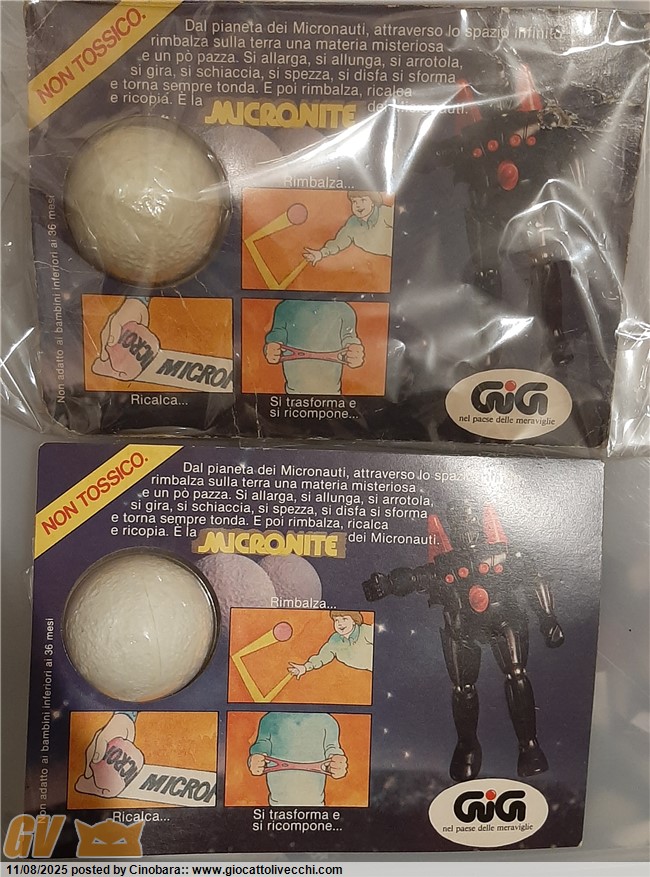 NON TOSSICO.
Dal pianeta dei Micronauti, attraverso lo spazio infinito
rimbalza sulla terra una materia misteriosa
e un pò pazza. Si allarga, si allunga, si arrotola,
si gira, si schiaccia, si spezza, si disfa si sforma
e torna sempre tonda. E poi rimbalza, ricalca
e ricopia. È la MICRONITE dei Micronauti.
Non adatto ai bambini inferiori ai 36 mesi
Rimbalza...
MICRO
MICRON
Ricalca...
Si trasforma e
si ricompone...
GiG
nel paese delle meraviglie
NON TOSSICO.
Dal pianeta dei Micronauti, attraverso lo spazio
rimbalza sulla terra una materia misteriosa
e un pò pazza. Si allarga, si allunga, si arrotola,
si gira, si schiaccia, si spezza, si disfa si sforma
e torna sempre tonda. E poi rimbalza, ricalca
e ricopia. È la MICRONITE dei Micronauti.
Non adatto ai bambini inferiori ai 36 mesi
Rimbalza...
MICRO
MICRON
Ricalca...
Si trasforma e
si ricompone...
GiG
nel paese delle meraviglie
GV
11/08/2025 posted by Cinobara:: www.giocattolivecchi.com